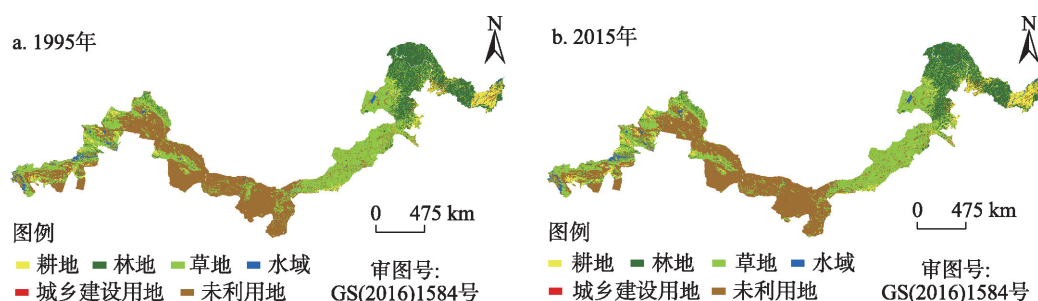 a. 1995年
N
0 475 km
图例
耕地 林地 草地 水域
城乡建设用地 未利用地
审图号:
GS(2016)1584号
b. 2015年
N
0 475 km
图例
耕地 林地 草地 水域
城乡建设用地 未利用地
审图号:
GS(2016)1584号